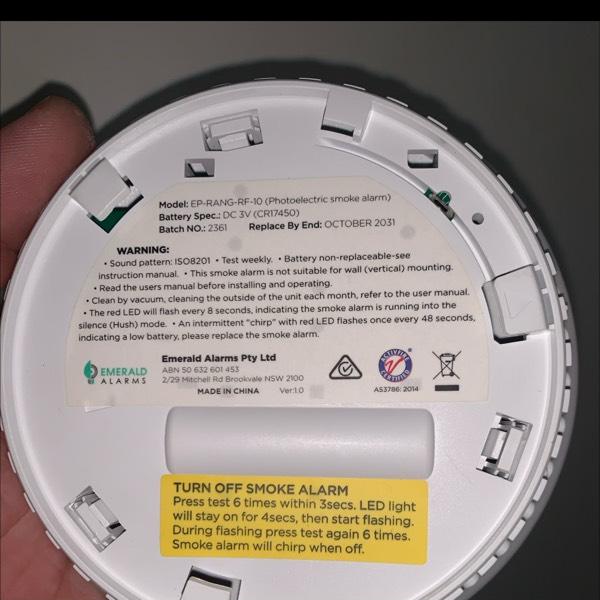 Model: EP-RANG-RF-10 (Photoelectric smoke alarm)
Battery Spec.: DC 3V (CR17450)
Batch NO.: 2361 Replace By End: OCTOBER 2031
WARNING:
• Sound pattern: ISO8201 • Test weekly. • Battery non-replaceable-see
instruction manual. • This smoke alarm is not suitable for wall (vertical) mounting.
• Read the users manual before installing and operating.
• Clean by vacuum, cleaning the outside of the unit each month, refer to the user manual.
• The red LED will flash every 8 seconds, indicating the smoke alarm is running into the
silence (Hush) mode. • An intermittent "chirp" with red LED flashes once every 48 seconds,
indicating a low battery, please replace the smoke alarm.
EMERALD
ALARMS
Emerald Alarms Pty Ltd
ABN 50 632 601 453
2/29 Mitchell Rd Brookvale NSW 2100
MADE IN CHINA Ver:1.0
ACTIVFIRE
CERTIFIED
AS3786: 2014
TURN OFF SMOKE ALARM
Press test 6 times within 3secs. LED light
will stay on for 4secs, then start flashing.
During flashing press test again 6 times.
Smoke alarm will chirp when off.